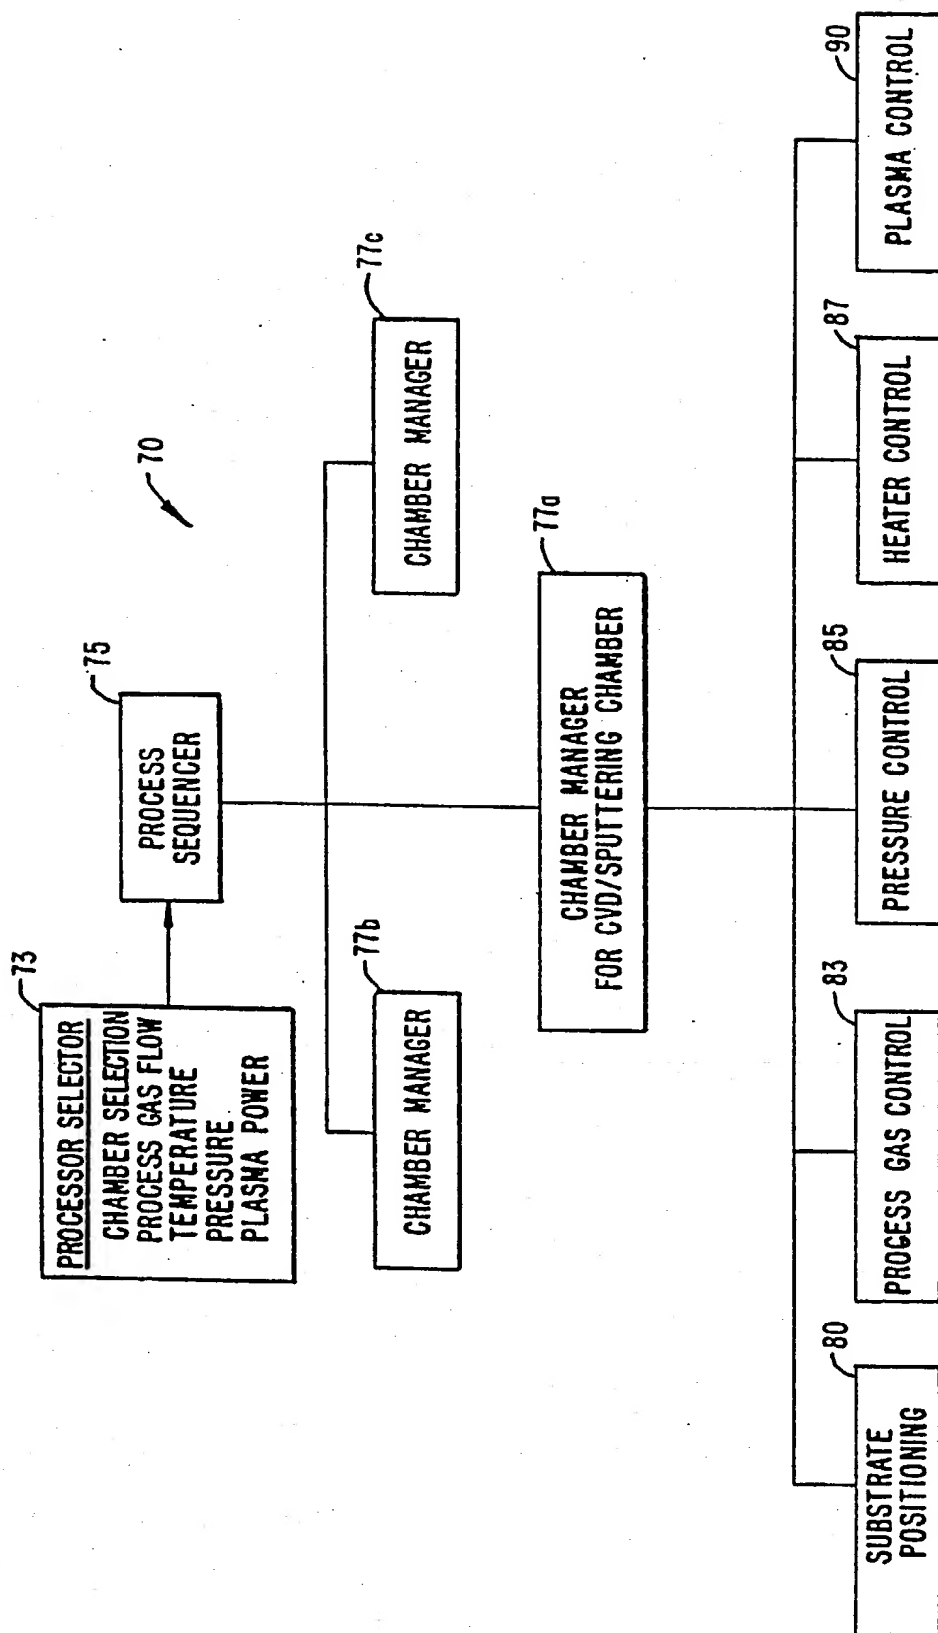 70
73
PROCESSOR SELECTOR
CHAMBER SELECTION
PROCESS GAS FLOW
TEMPERATURE
PRESSURE
PLASMA POWER
75
PROCESS
SEQUENCER
77b
CHAMBER MANAGER
77c
CHAMBER MANAGER
77a
CHAMBER MANAGER
FOR CVD/SPUTTERING CHAMBER
80
SUBSTRATE
POSITIONING
83
PROCESS GAS CONTROL
85
PRESSURE CONTROL
87
HEATER CONTROL
90
PLASMA CONTROL